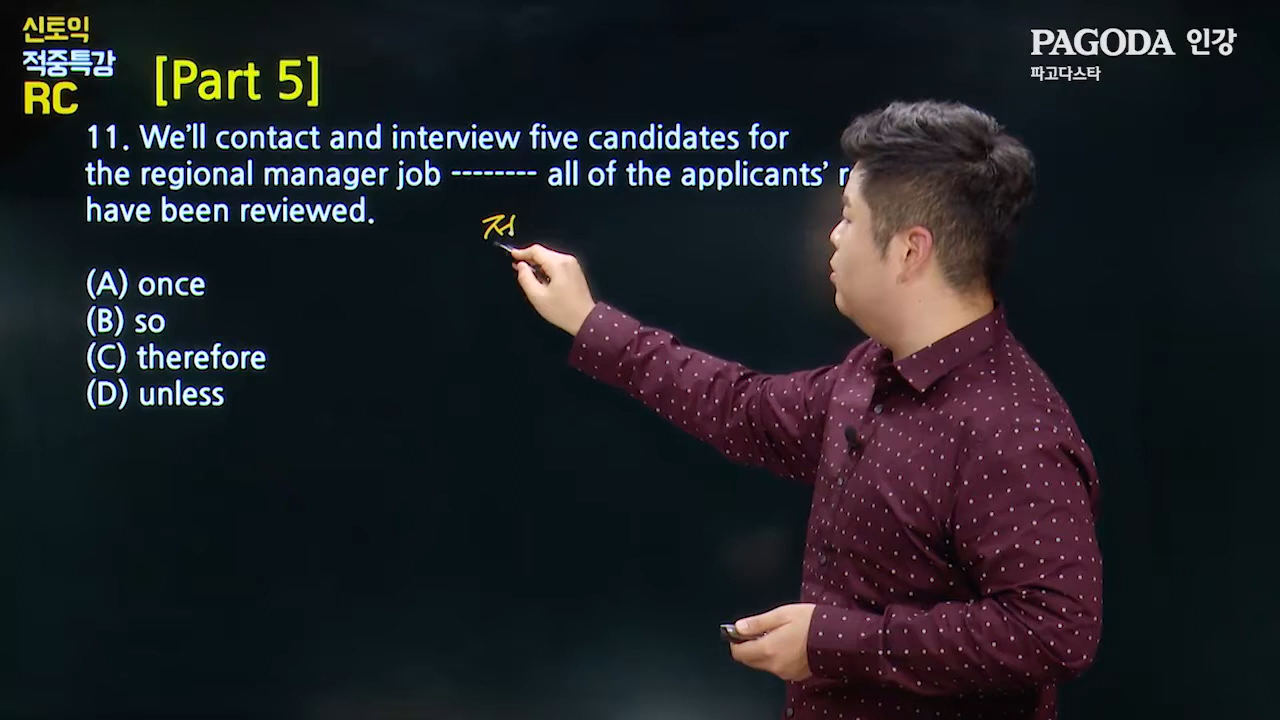 신토익
적중특강
RC
[Part 5]
PAGODA 인강
파고다스타
11. We'll contact and interview five candidates for
the regional manager job -------- all of the applicants’
have been reviewed.
저
(A) once
(B) so
(C) therefore
(D) unless